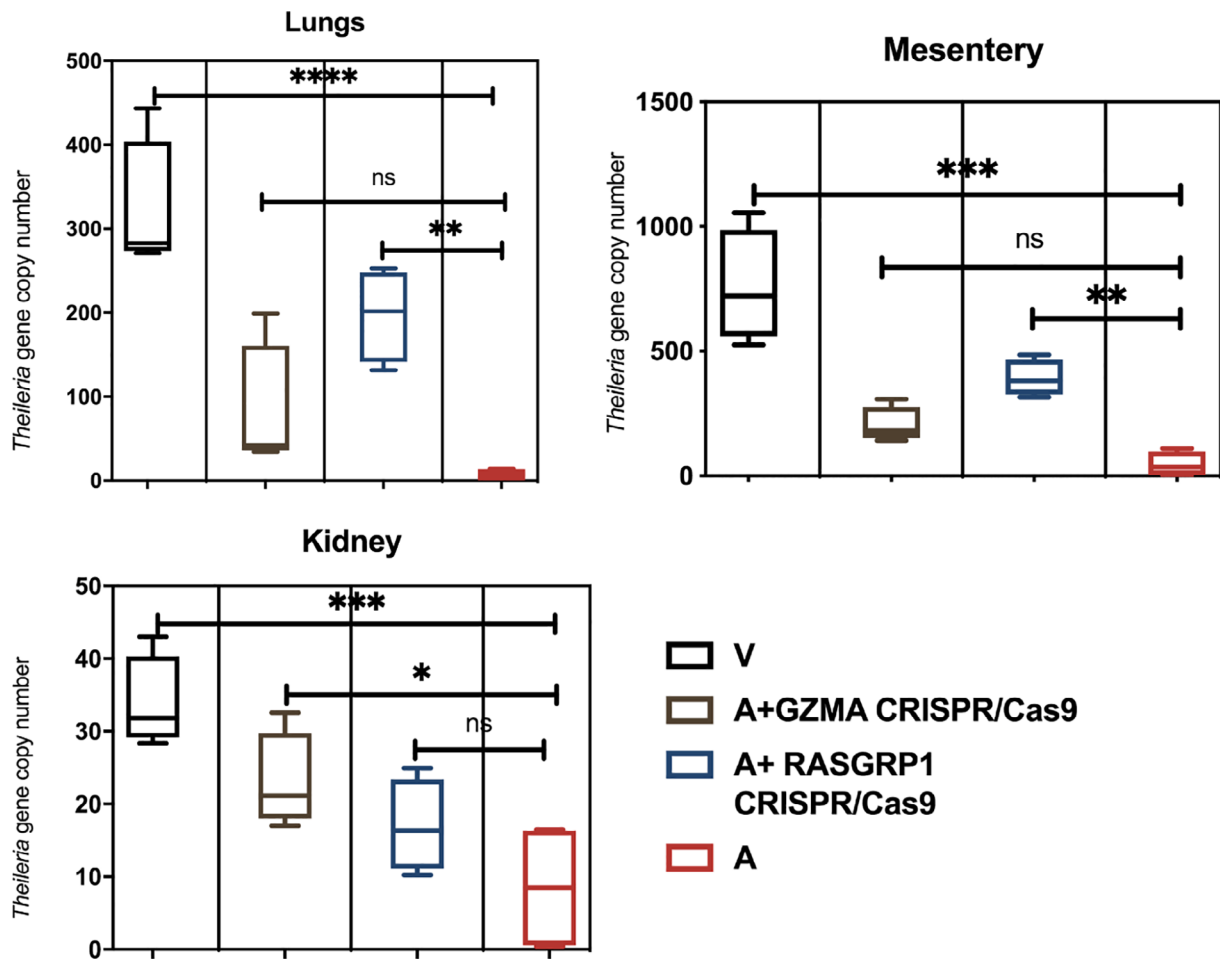 Lungs
Theileria gene copy number
500
400
300
200
100
0
****
ns
**
Mesentery
Theileria gene copy number
1500
1000
500
0
***
ns
**
Kidney
Theileria gene copy number
50
40
30
20
10
0
***
*
ns
V
A+GZMA CRISPR/Cas9
A+ RASGRP1
CRISPR/Cas9
A